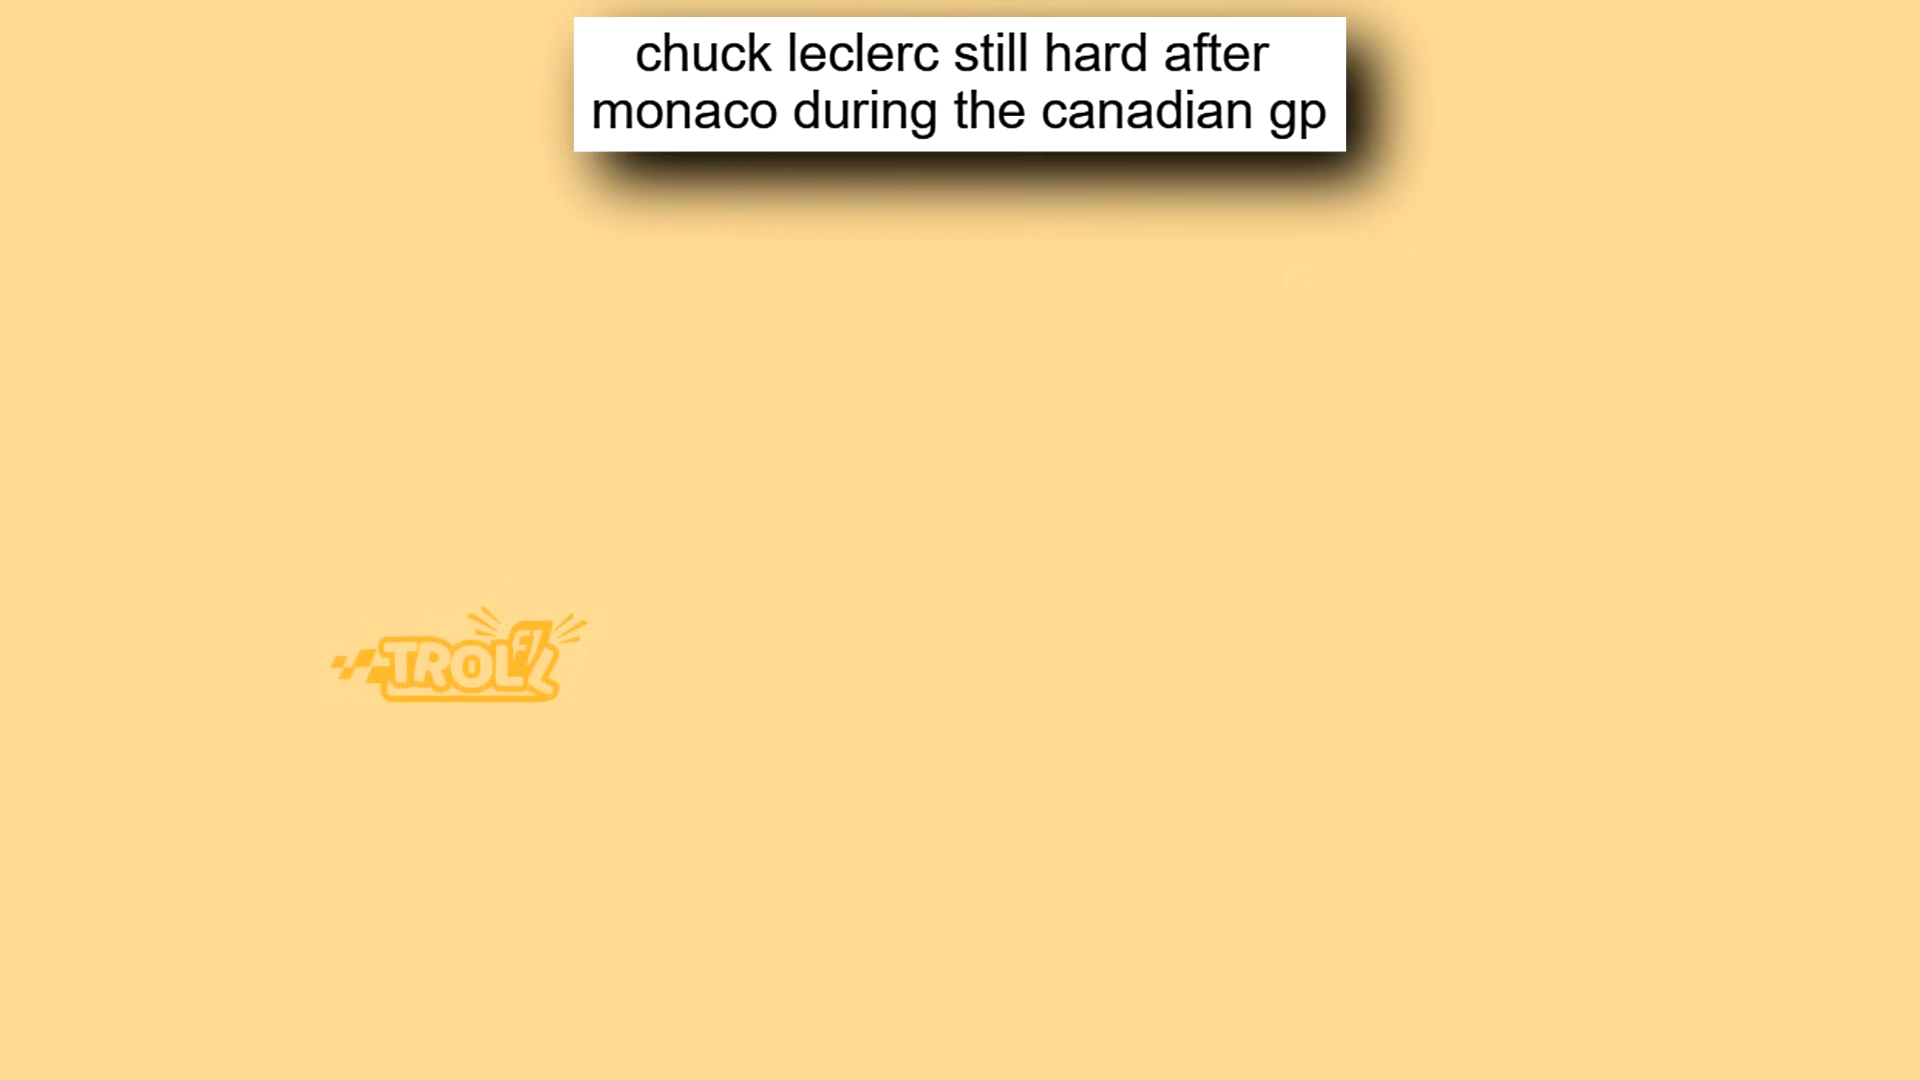 chuck leclerc still hard after
monaco during the canadian gp
TROLL
F1